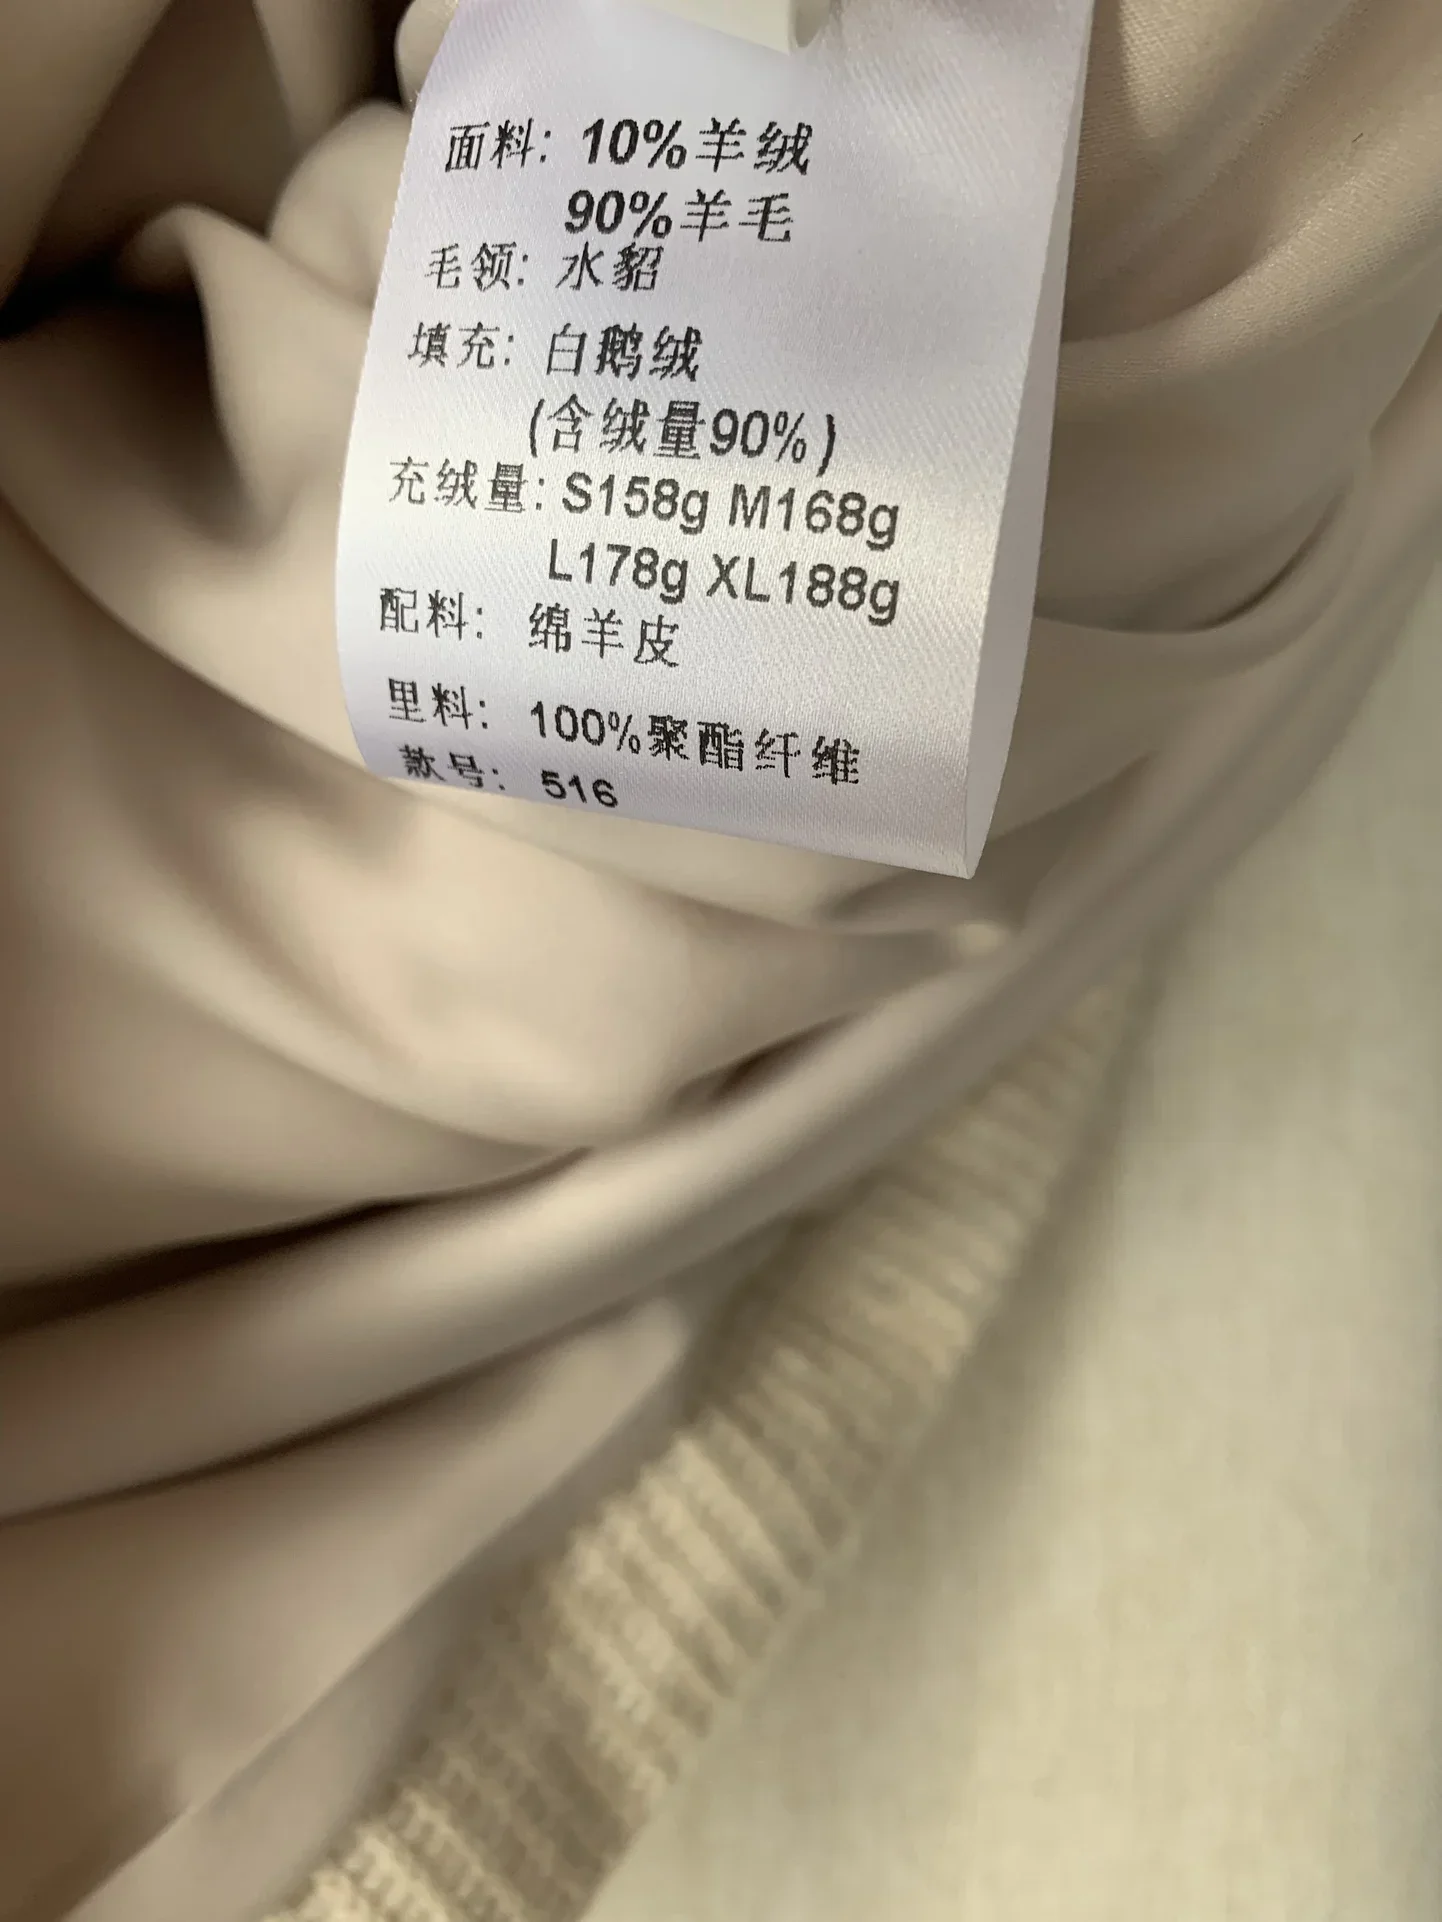 面料: 10%羊绒
90%羊毛
毛领: 水貂
填充: 白鹅绒
(含绒量90%)
充绒量: S158g M168g
L178g XL188g
配料: 绵羊皮
里料: 100%聚酯纤维
款号: 516